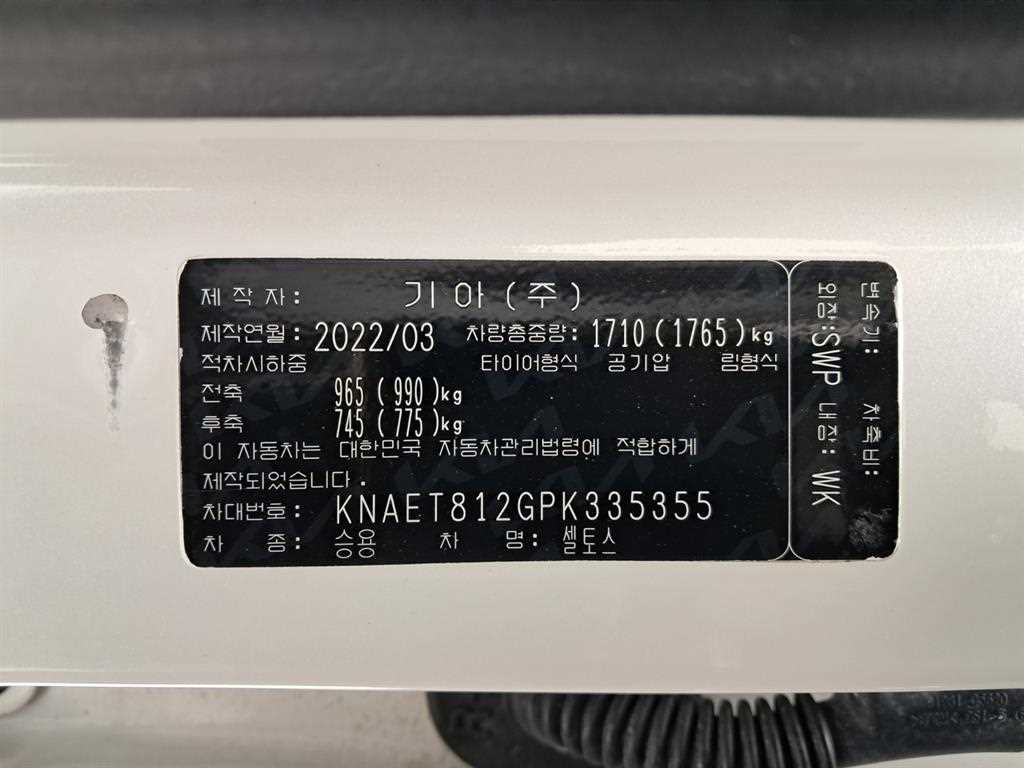 제 작 자: 기 아 (주)
제작연월: 2022/03 차량총중량: 1710 (1765) kg
적차시하중 타이어형식 공기압 림형식
전축 965 (990) kg
후축 745 (775) kg
이 자동차는 대한민국 자동차관리법령에 적합하게
제작되었습니다.
차대번호: KNAET812GPK335355
차 종: 승용 차 명: 셀토스
변속기: 차축비:
외장:SWP 내장: WK